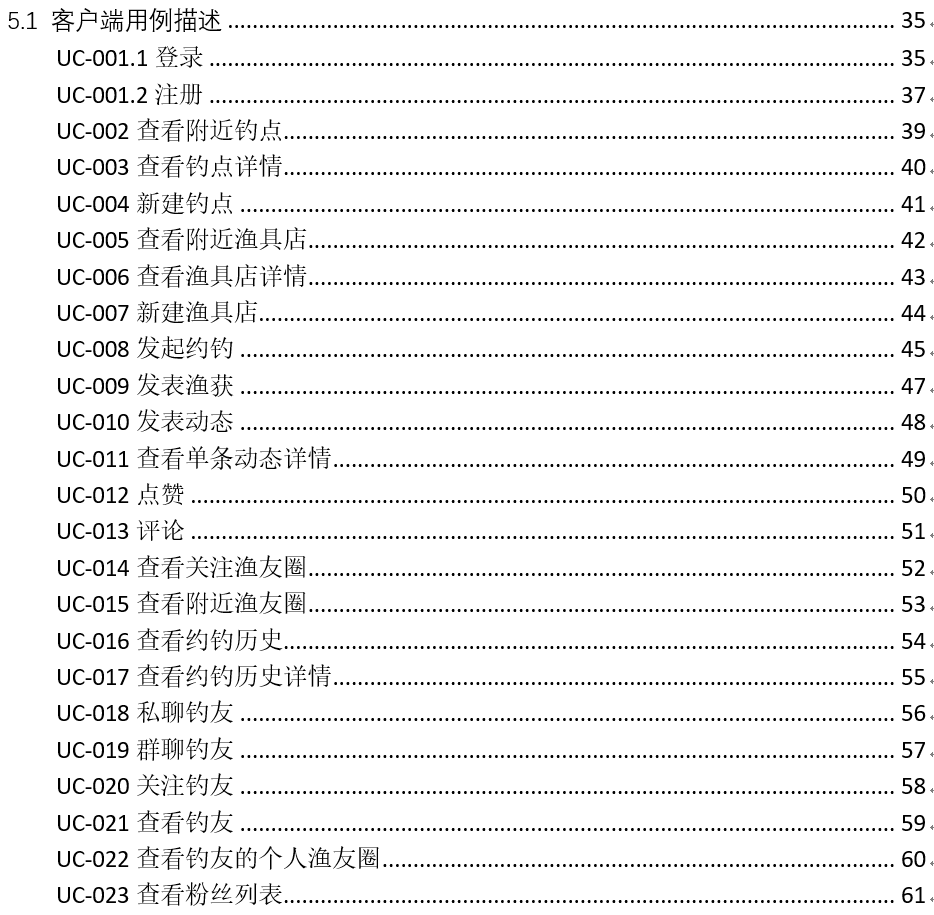 5.1 客户端用例描述 35
UC-001.1 登录 35
UC-001.2 注册 37
UC-002 查看附近钓点 39
UC-003 查看钓点详情 40
UC-004 新建钓点 41
UC-005 查看附近渔具店 42
UC-006 查看渔具店详情 43
UC-007 新建渔具店 44
UC-008 发起约钓 45
UC-009 发表渔获 47
UC-010 发表动态 48
UC-011 查看单条动态详情 49
UC-012 点赞 50
UC-013 评论 51
UC-014 查看关注渔友圈 52
UC-015 查看附近渔友圈 53
UC-016 查看约钓历史 54
UC-017 查看约钓历史详情 55
UC-018 私聊钓友 56
UC-019 群聊钓友 57
UC-020 关注钓友 58
UC-021 查看钓友 59
UC-022 查看钓友的个人渔友圈 60
UC-023 查看粉丝列表 61